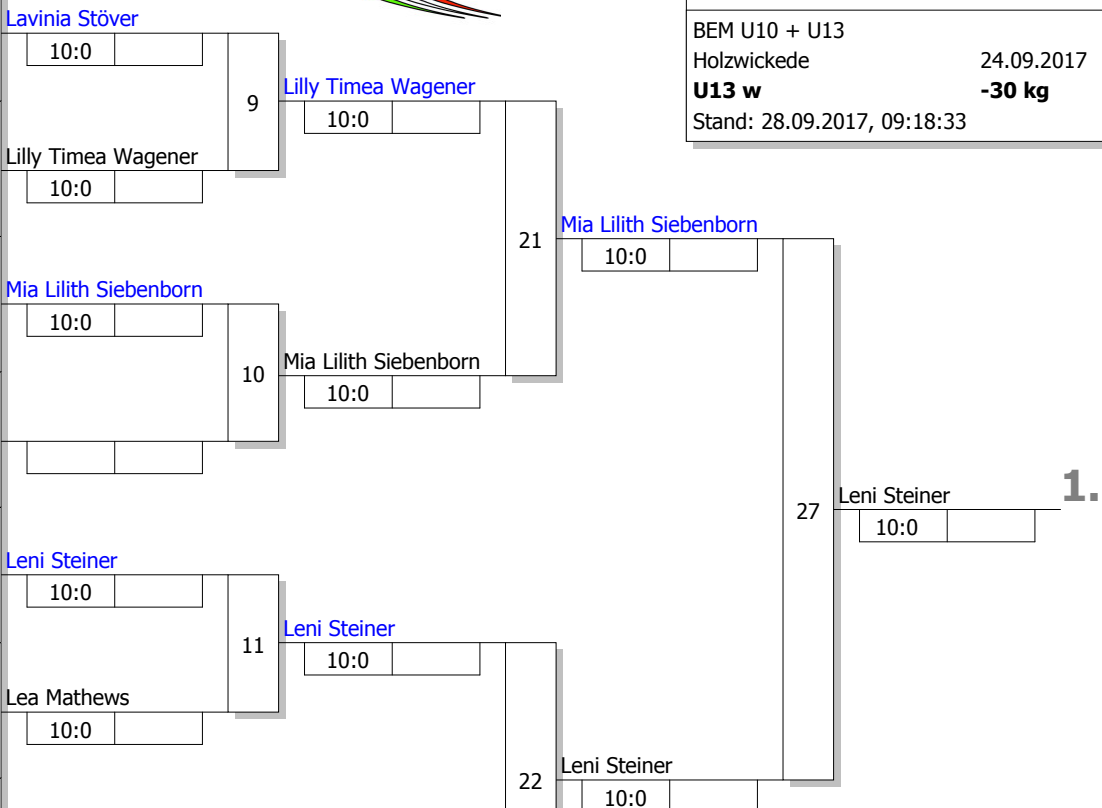 Lavinia Stöver
10:0
9
Lilly Timea Wagener
10:0
Lilly Timea Wagener
10:0
BEM U10 + U13
Holzwickede 24.09.2017
U13 w -30 kg
Stand: 28.09.2017, 09:18:33
21
Mia Lilith Siebenborn
10:0
Mia Lilith Siebenborn
10:0
10
Mia Lilith Siebenborn
10:0
27
Leni Steiner
10:0
1.
Leni Steiner
10:0
11
Leni Steiner
10:0
Lea Mathews
10:0
22
Leni Steiner
10:0